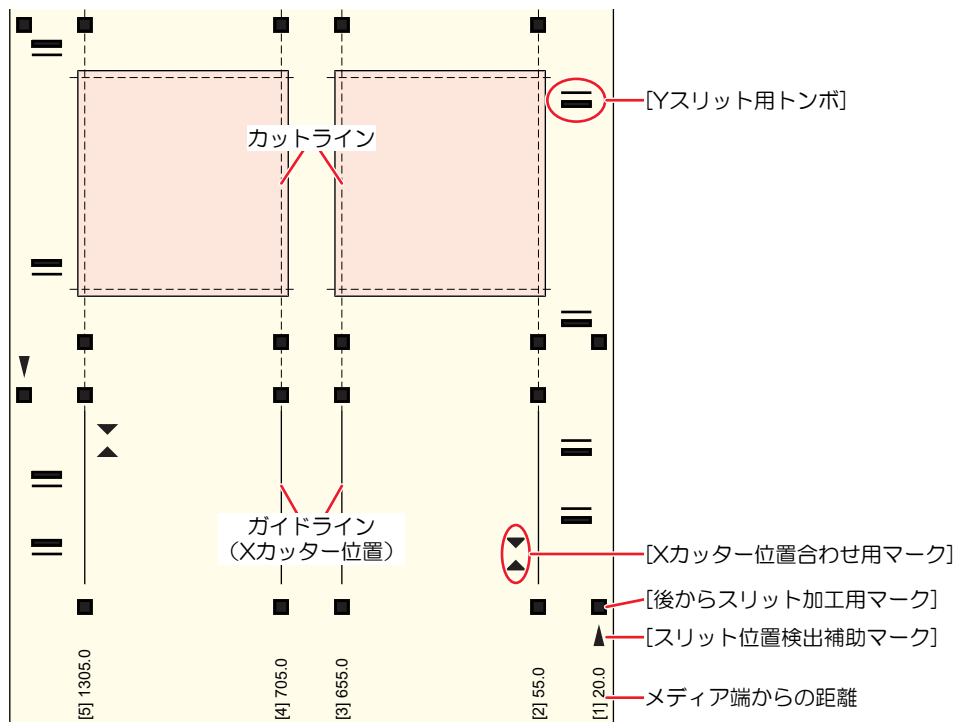 [Yスリット用トンボ]
カットライン
ガイドライン
（Xカッター位置）
[Xカッター位置合わせ用マーク]
[後からスリット加工用マーク]
[スリット位置検出補助マーク]
メディア端からの距離
[5] 1305.0
[4] 705.0
[3] 655.0
[2] 55.0
[1] 20.0